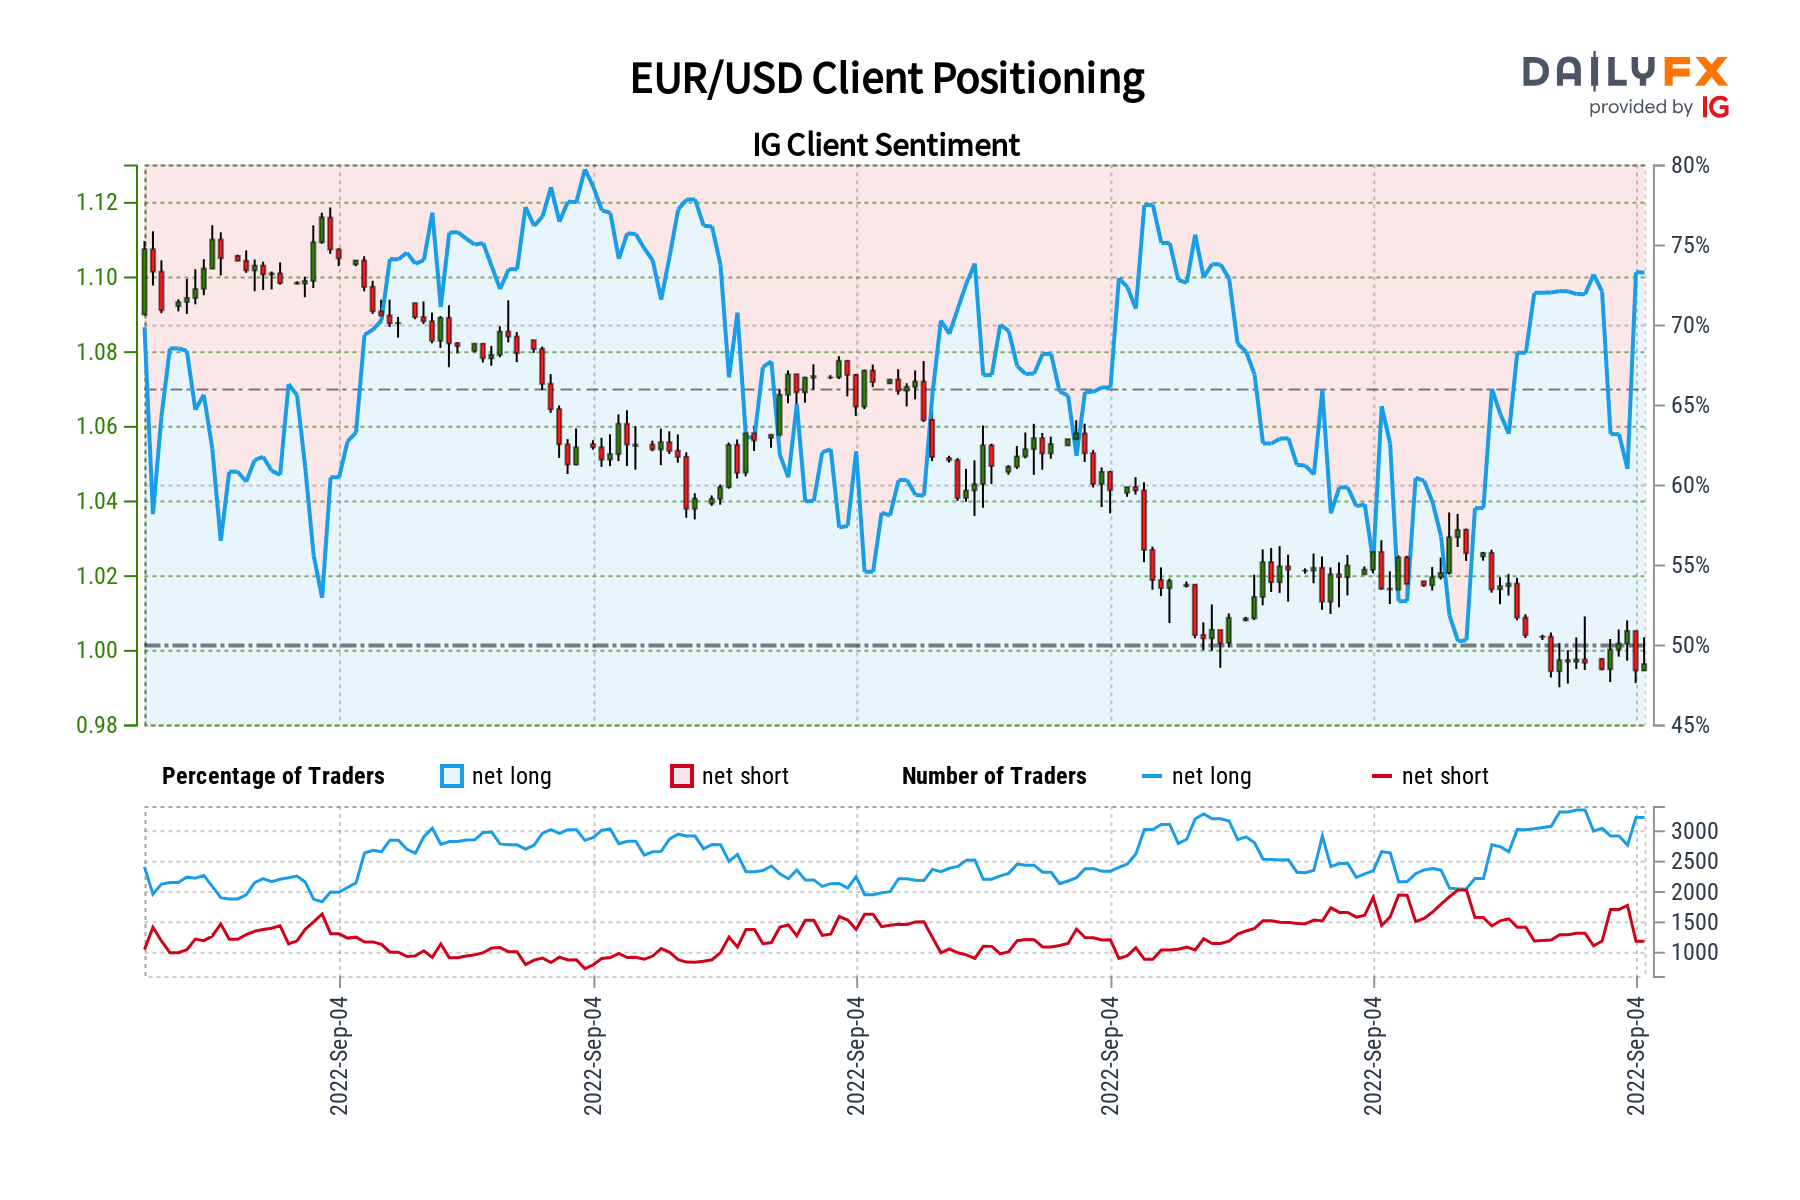 EUR/USD Client Positioning
DAILYFX
provided by IG
IG Client Sentiment
1.12
1.10
1.08
1.06
1.04
1.02
1.00
0.98
80%
75%
70%
65%
60%
55%
50%
45%
Percentage of Traders net long net short Number of Traders net long net short
3000
2500
2000
1500
1000
2022-Sep-04
2022-Sep-04
2022-Sep-04
2022-Sep-04
2022-Sep-04
2022-Sep-04